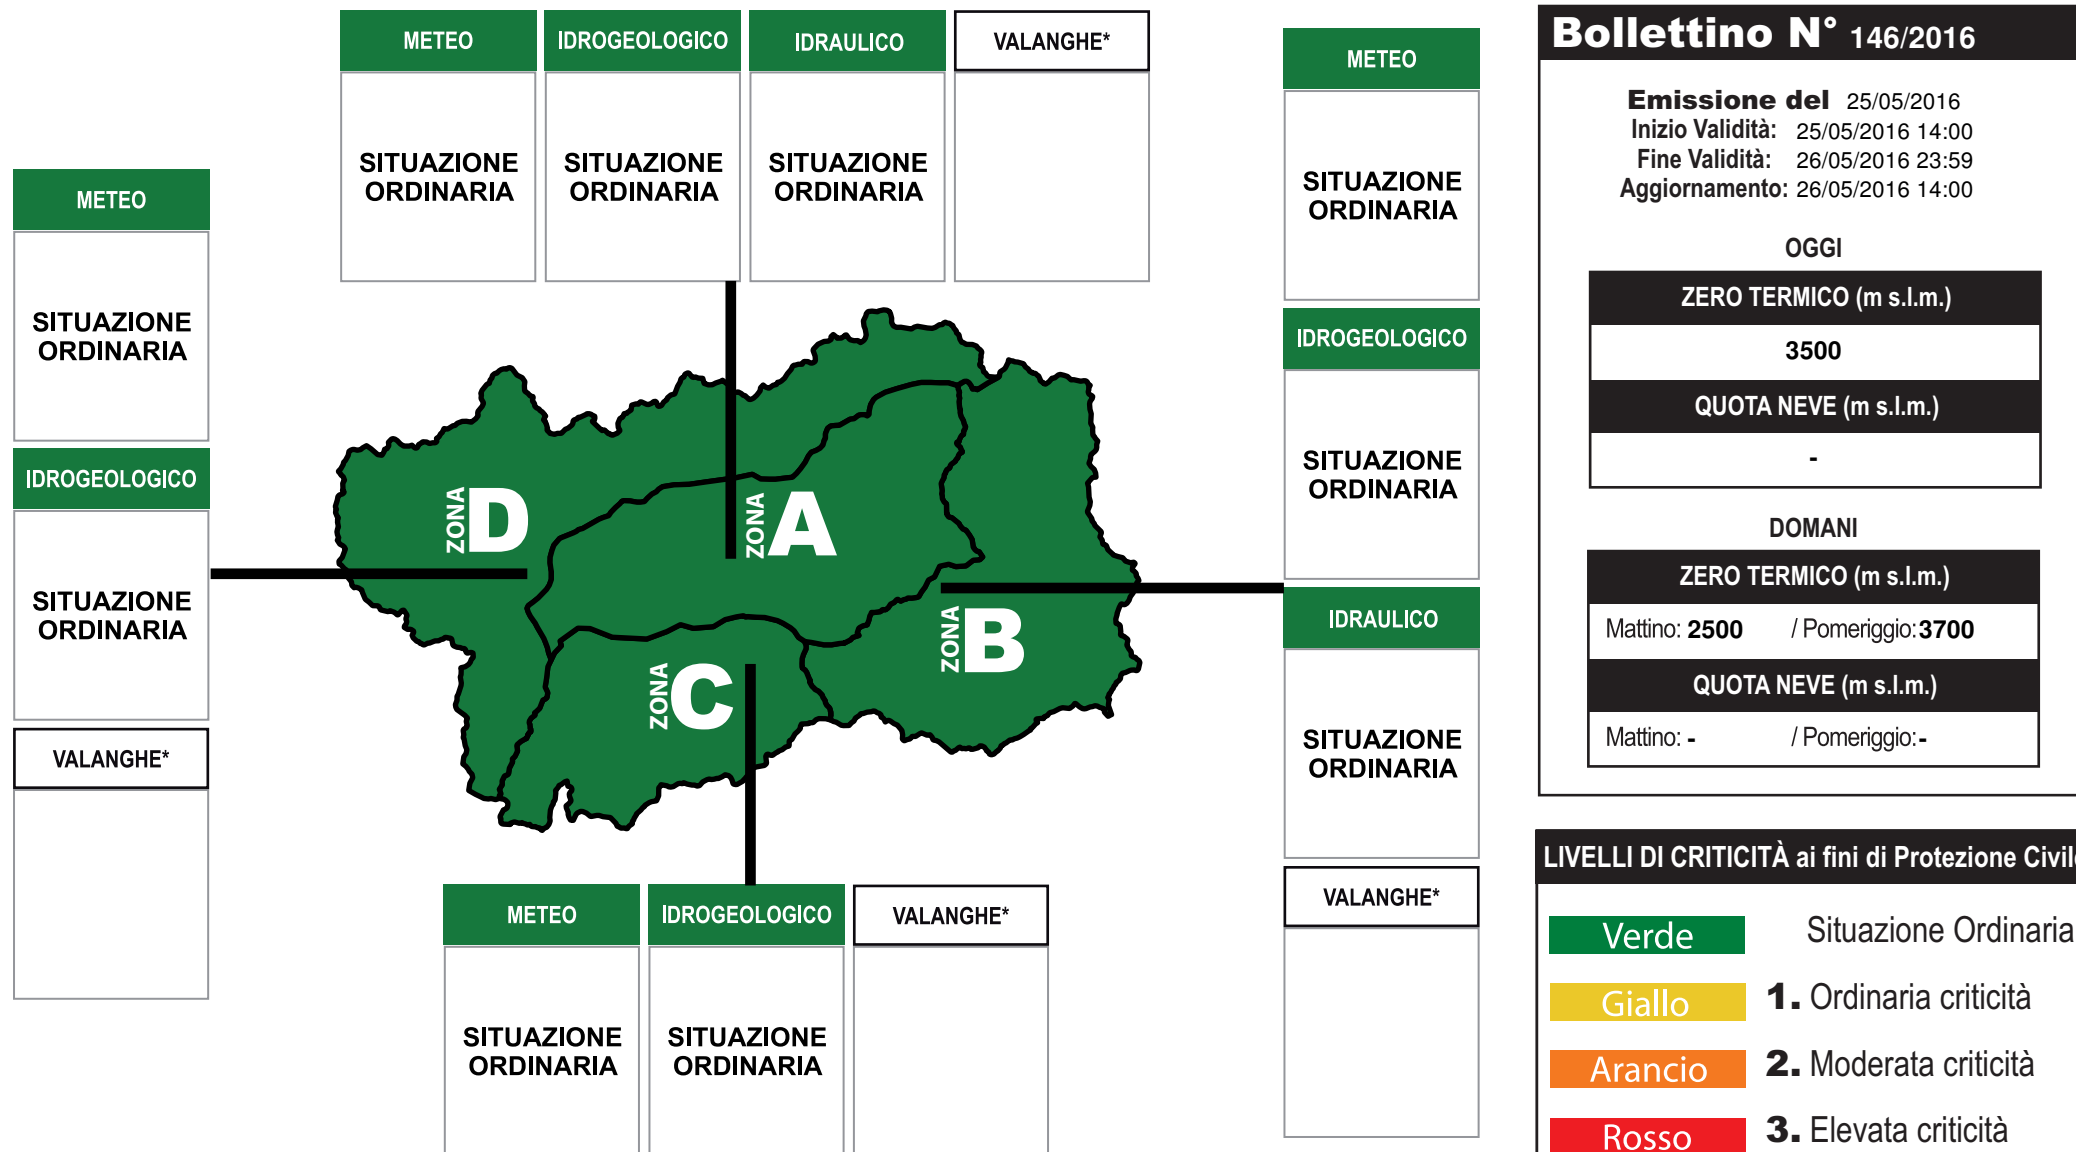 METEO
IDROGEOLOGICO
IDRAULICO
VALANGHE*
SITUAZIONE
ORDINARIA
SITUAZIONE
ORDINARIA
SITUAZIONE
ORDINARIA
METEO
SITUAZIONE
ORDINARIA
IDROGEOLOGICO
SITUAZIONE
ORDINARIA
VALANGHE*
ZONA D
ZONA A
ZONA B
ZONA C
METEO
SITUAZIONE
ORDINARIA
IDROGEOLOGICO
SITUAZIONE
ORDINARIA
IDRAULICO
SITUAZIONE
ORDINARIA
VALANGHE*
METEO
IDROGEOLOGICO
VALANGHE*
SITUAZIONE
ORDINARIA
SITUAZIONE
ORDINARIA
Bollettino N° 146/2016
Emissione del 25/05/2016
Inizio Validità: 25/05/2016 14:00
Fine Validità: 26/05/2016 23:59
Aggiornamento: 26/05/2016 14:00
OGGI
ZERO TERMICO (m s.l.m.)
3500
QUOTA NEVE (m s.l.m.)
-
DOMANI
ZERO TERMICO (m s.l.m.)
Mattino: 2500 / Pomeriggio: 3700
QUOTA NEVE (m s.l.m.)
Mattino: - / Pomeriggio: -
LIVELLI DI CRITICITÀ ai fini di Protezione Civile
Verde Situazione Ordinaria
Giallo 1. Ordinaria criticità
Arancio 2. Moderata criticità
Rosso 3. Elevata criticità